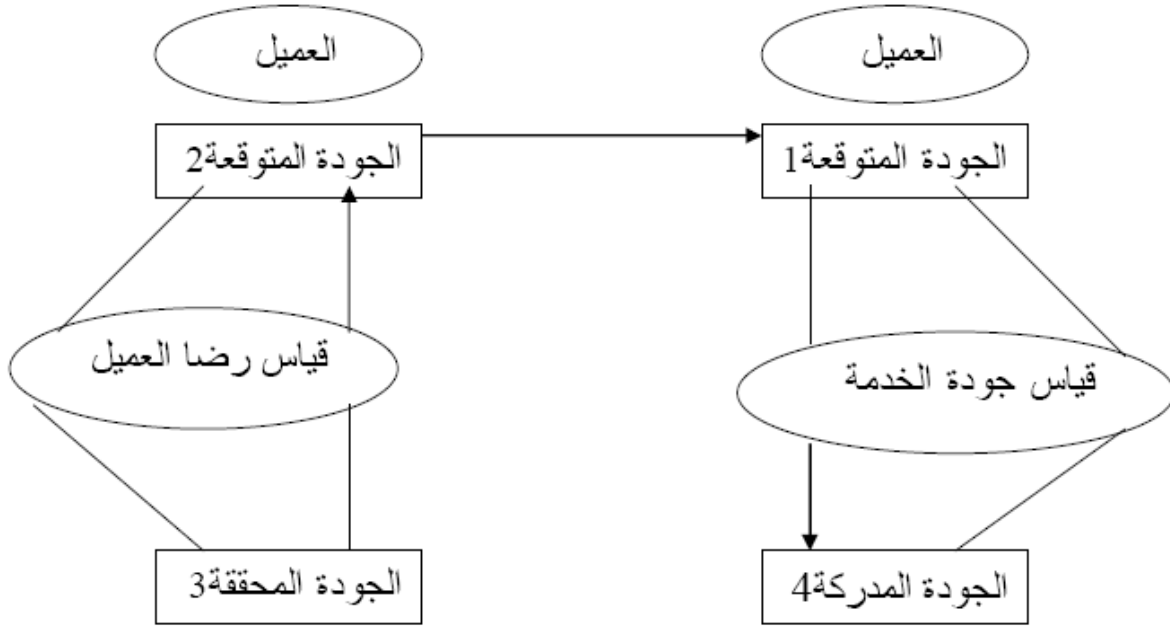 العميل
العميل
الجودة المتوقعة1
الجودة المتوقعة2
قياس جودة الخدمة
قياس رضا العميل
الجودة المدركة4
الجودة المحققة3